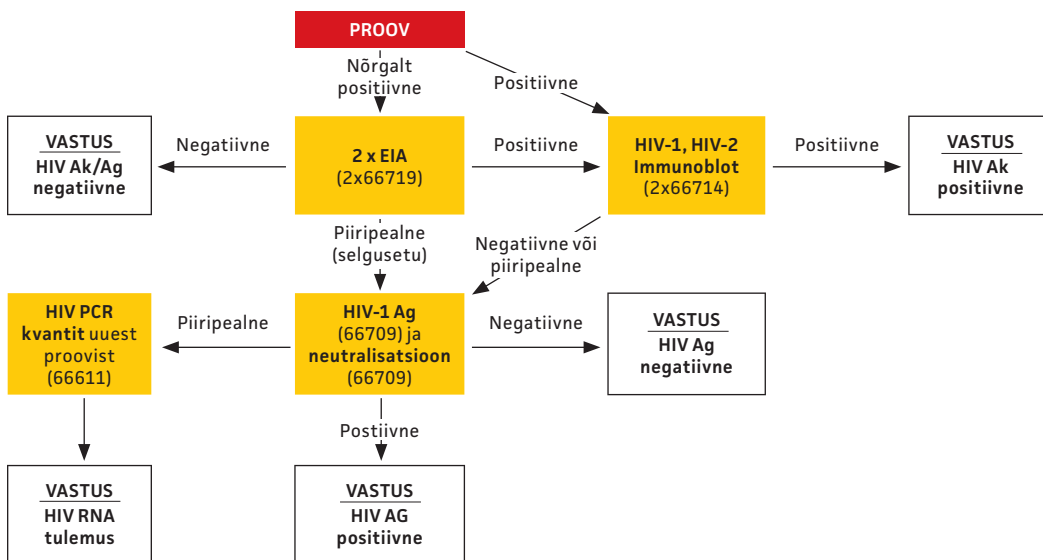 PROOV
Nõrgalt
positiivne
Positiivne
VASTUS
HIV Ak/Ag
negatiivne
Negatiivne
2 x EIA
(2x66719)
Positiivne
HIV-1, HIV-2
Immunoblot
(2x66714)
Positiivne
VASTUS
HIV Ak
positiivne
Piiripealne
(selgusetu)
Negatiivne või
piiripealne
HIV PCR
kvantit uuest
proovist
(66611)
Piiripealne
HIV-1 Ag
(66709) ja
neutralisatsioon
(66709)
Negatiivne
VASTUS
HIV Ag
negatiivne
Postiivne
VASTUS
HIV RNA
tulemus
VASTUS
HIV AG
positiivne